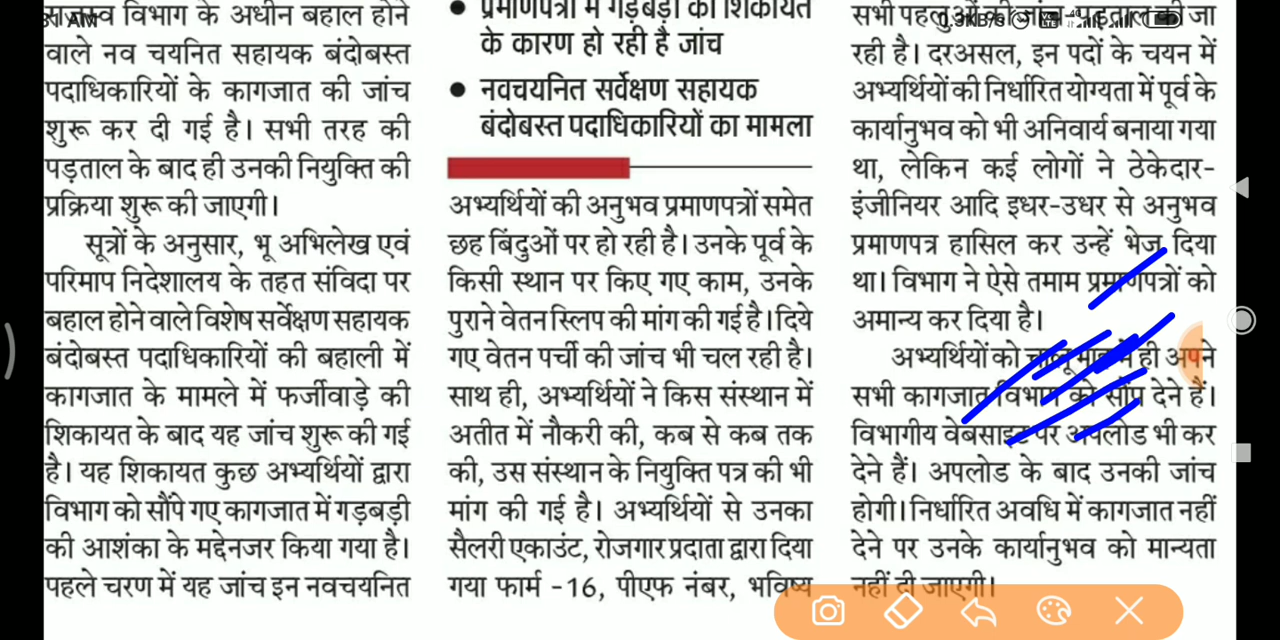 राजस्व विभाग के अधीन बहाल होने
वाले नव चयनित सहायक बंदोबस्त
पदाधिकारियों के कागजात की जांच
शुरू कर दी गई है। सभी तरह की
पड़ताल के बाद ही उनकी नियुक्ति की
प्रक्रिया शुरू की जाएगी।
सूत्रों के अनुसार, भू अभिलेख एवं
परिमाप निदेशालय के तहत संविदा पर
बहाल होने वाले विशेष सर्वेक्षण सहायक
बंदोबस्त पदाधिकारियों की बहाली में
कागजात के मामले में फर्जीवाड़े की
शिकायत के बाद यह जांच शुरू की गई
है। यह शिकायत कुछ अभ्यर्थियों द्वारा
विभाग को सौंपे गए कागजात में गड़बड़ी
की आशंका के मद्देनजर किया गया है।
पहले चरण में यह जांच इन नवचयनित
• प्रमाणपत्रों में गड़बड़ी की शिकायत
के कारण हो रही है जांच
• नवचयनित सर्वेक्षण सहायक
बंदोबस्त पदाधिकारियों का मामला
अभ्यर्थियों की अनुभव प्रमाणपत्रों समेत
छह बिंदुओं पर हो रही है। उनके पूर्व के
किसी स्थान पर किए गए काम, उनके
पुराने वेतन स्लिप की मांग की गई है। दिये
गए वेतन पर्ची की जांच भी चल रही है।
साथ ही, अभ्यर्थियों ने किस संस्थान में
अतीत में नौकरी की, कब से कब तक
की, उस संस्थान के नियुक्ति पत्र की भी
मांग की गई है। अभ्यर्थियों से उनका
सैलरी एकाउंट, रोजगार प्रदाता द्वारा दिया
गया फार्म -16, पीएफ नंबर, भविष्य
सभी पहलुओं की जांच-पड़ताल की जा
रही है। दरअसल, इन पदों के चयन में
अभ्यर्थियों की निर्धारित योग्यता में पूर्व के
कार्यानुभव को भी अनिवार्य बनाया गया
था, लेकिन कई लोगों ने ठेकेदार-
इंजीनियर आदि इधर-उधर से अनुभव
प्रमाणपत्र हासिल कर उन्हें भेज दिया
था। विभाग ने ऐसे तमाम प्रमाणपत्रों को
अमान्य कर दिया है।
अभ्यर्थियों को चालू माह में ही अपने
सभी कागजात विभाग को सौंप देने हैं।
विभागीय वेबसाइट पर अपलोड भी कर
देने हैं। अपलोड के बाद उनकी जांच
होगी। निर्धारित अवधि में कागजात नहीं
देने पर उनके कार्यानुभव को मान्यता
नहीं दी जाएगी।